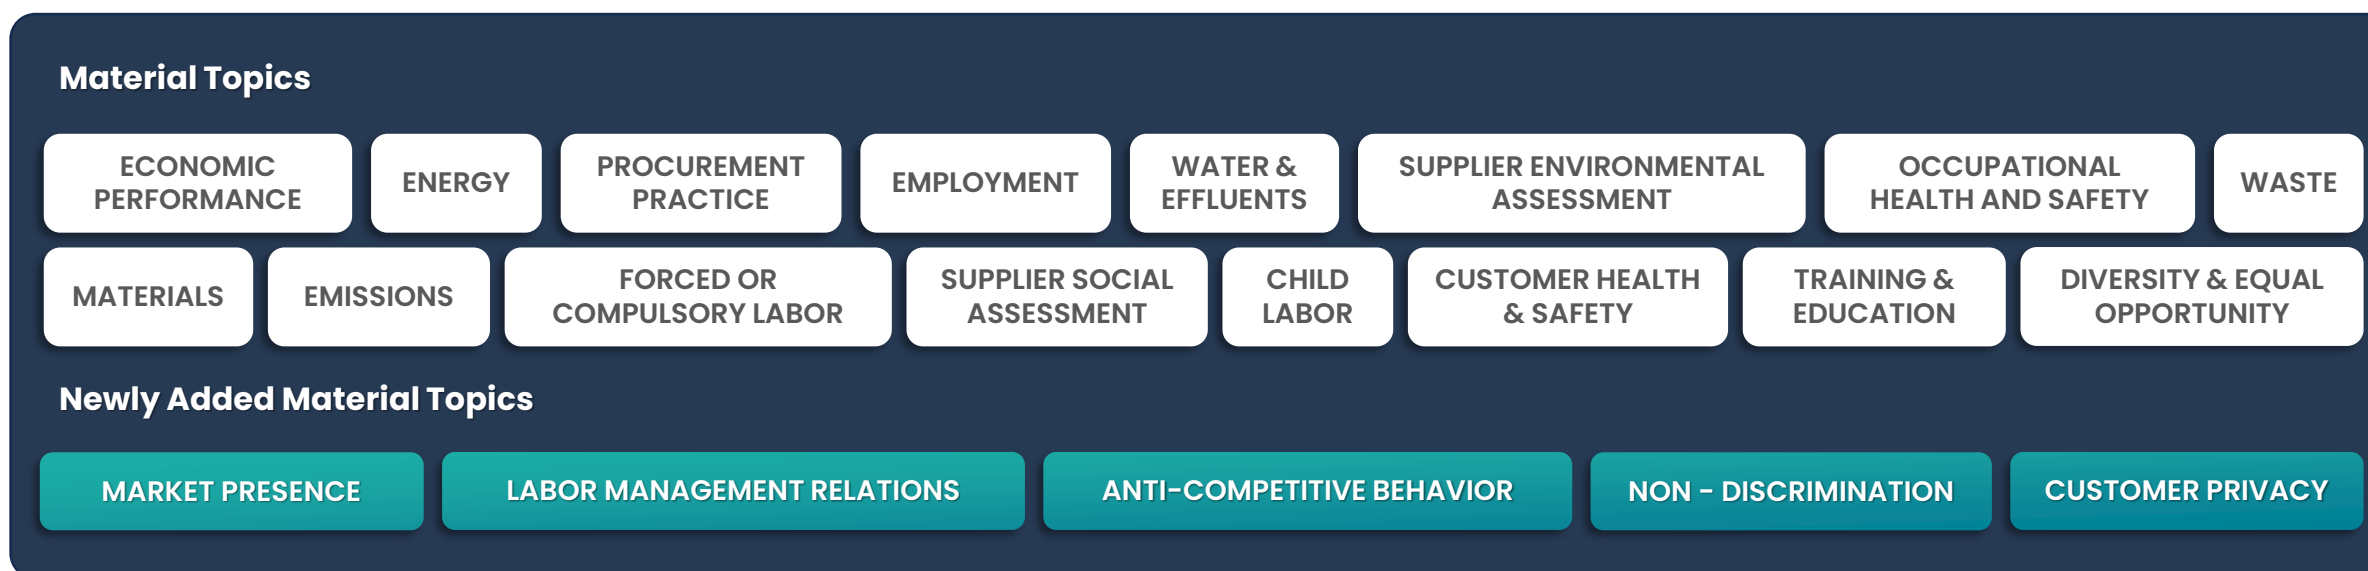 Material Topics
ECONOMIC
PERFORMANCE
ENERGY
PROCUREMENT
PRACTICE
EMPLOYMENT
WATER &
EFFLUENTS
SUPPLIER ENVIRONMENTAL
ASSESSMENT
OCCUPATIONAL
HEALTH AND SAFETY
WASTE
MATERIALS
EMISSIONS
FORCED OR
COMPULSORY LABOR
SUPPLIER SOCIAL
ASSESSMENT
CHILD
LABOR
CUSTOMER HEALTH
& SAFETY
TRAINING &
EDUCATION
DIVERSITY & EQUAL
OPPORTUNITY
Newly Added Material Topics
MARKET PRESENCE
LABOR MANAGEMENT RELATIONS
ANTI-COMPETITIVE BEHAVIOR
NON - DISCRIMINATION
CUSTOMER PRIVACY